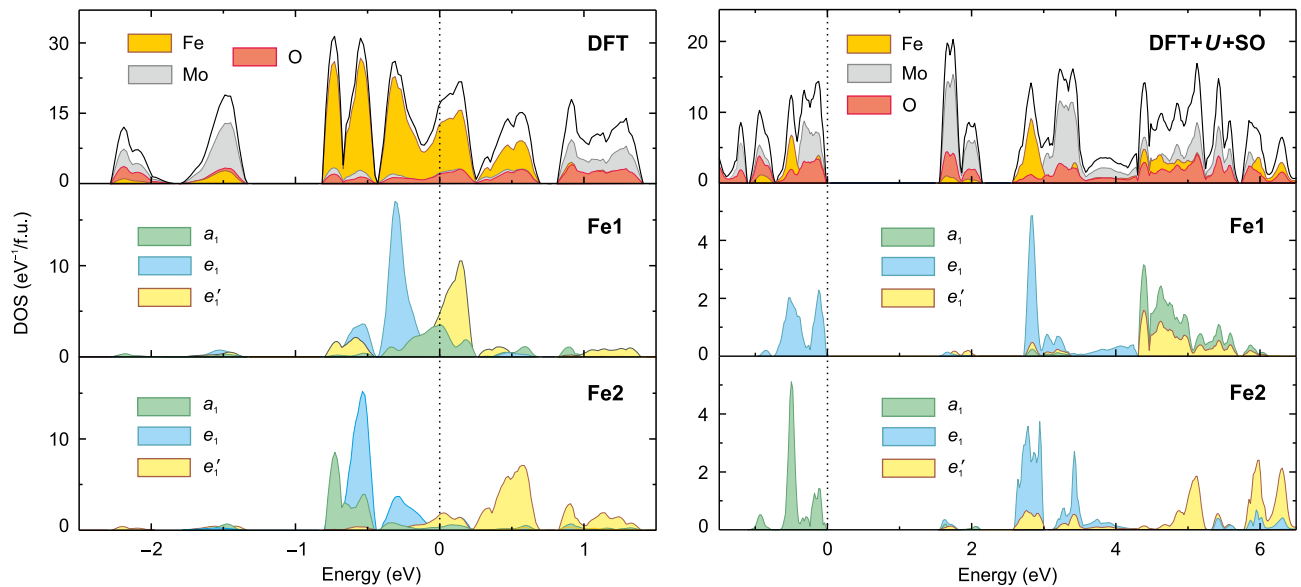 DFT
Fe
O
Mo
30
15
0
Fe1
a₁
e₁
e₁′
10
0
Fe2
a₁
e₁
e₁′
10
0
DOS (eV⁻¹/f.u.)
−2 −1 0 1
Energy (eV)
DFT+U+SO
Fe
Mo
O
20
10
0
Fe1
a₁
e₁
e₁′
4
2
0
Fe2
a₁
e₁
e₁′
4
2
0
0 2 4 6
Energy (eV)